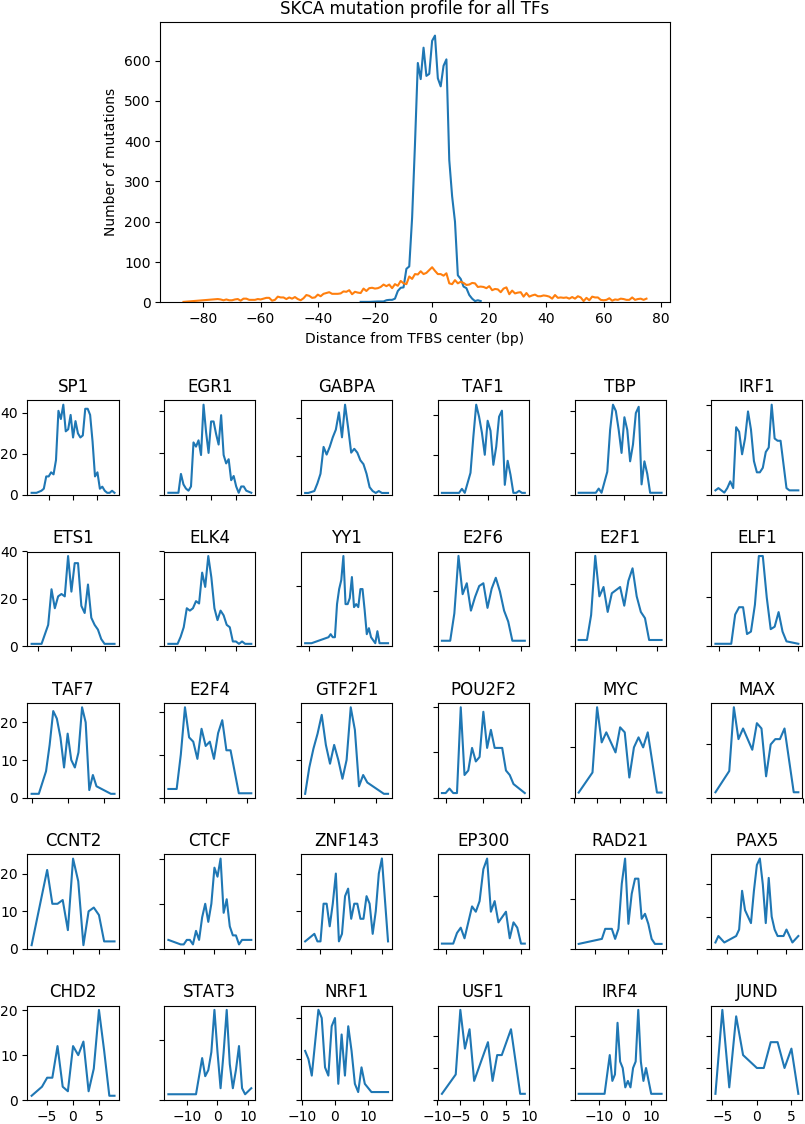 SKCA mutation profile for all TFs
Number of mutations
600
500
400
300
200
100
0
−80 −60 −40 −20 0 20 40 60 80
Distance from TFBS center (bp)
SP1 EGR1 GABPA TAF1 TBP IRF1
40
20
0
ETS1 ELK4 YY1 E2F6 E2F1 ELF1
40
20
0
TAF7 E2F4 GTF2F1 POU2F2 MYC MAX
20
10
0
CCNT2 CTCF ZNF143 EP300 RAD21 PAX5
20
10
0
CHD2 STAT3 NRF1 USF1 IRF4 JUND
20
10
0
−5 0 5 −10 0 10 −10 0 10 −10 −5 0 5 10 −10 0 10 −5 0 5